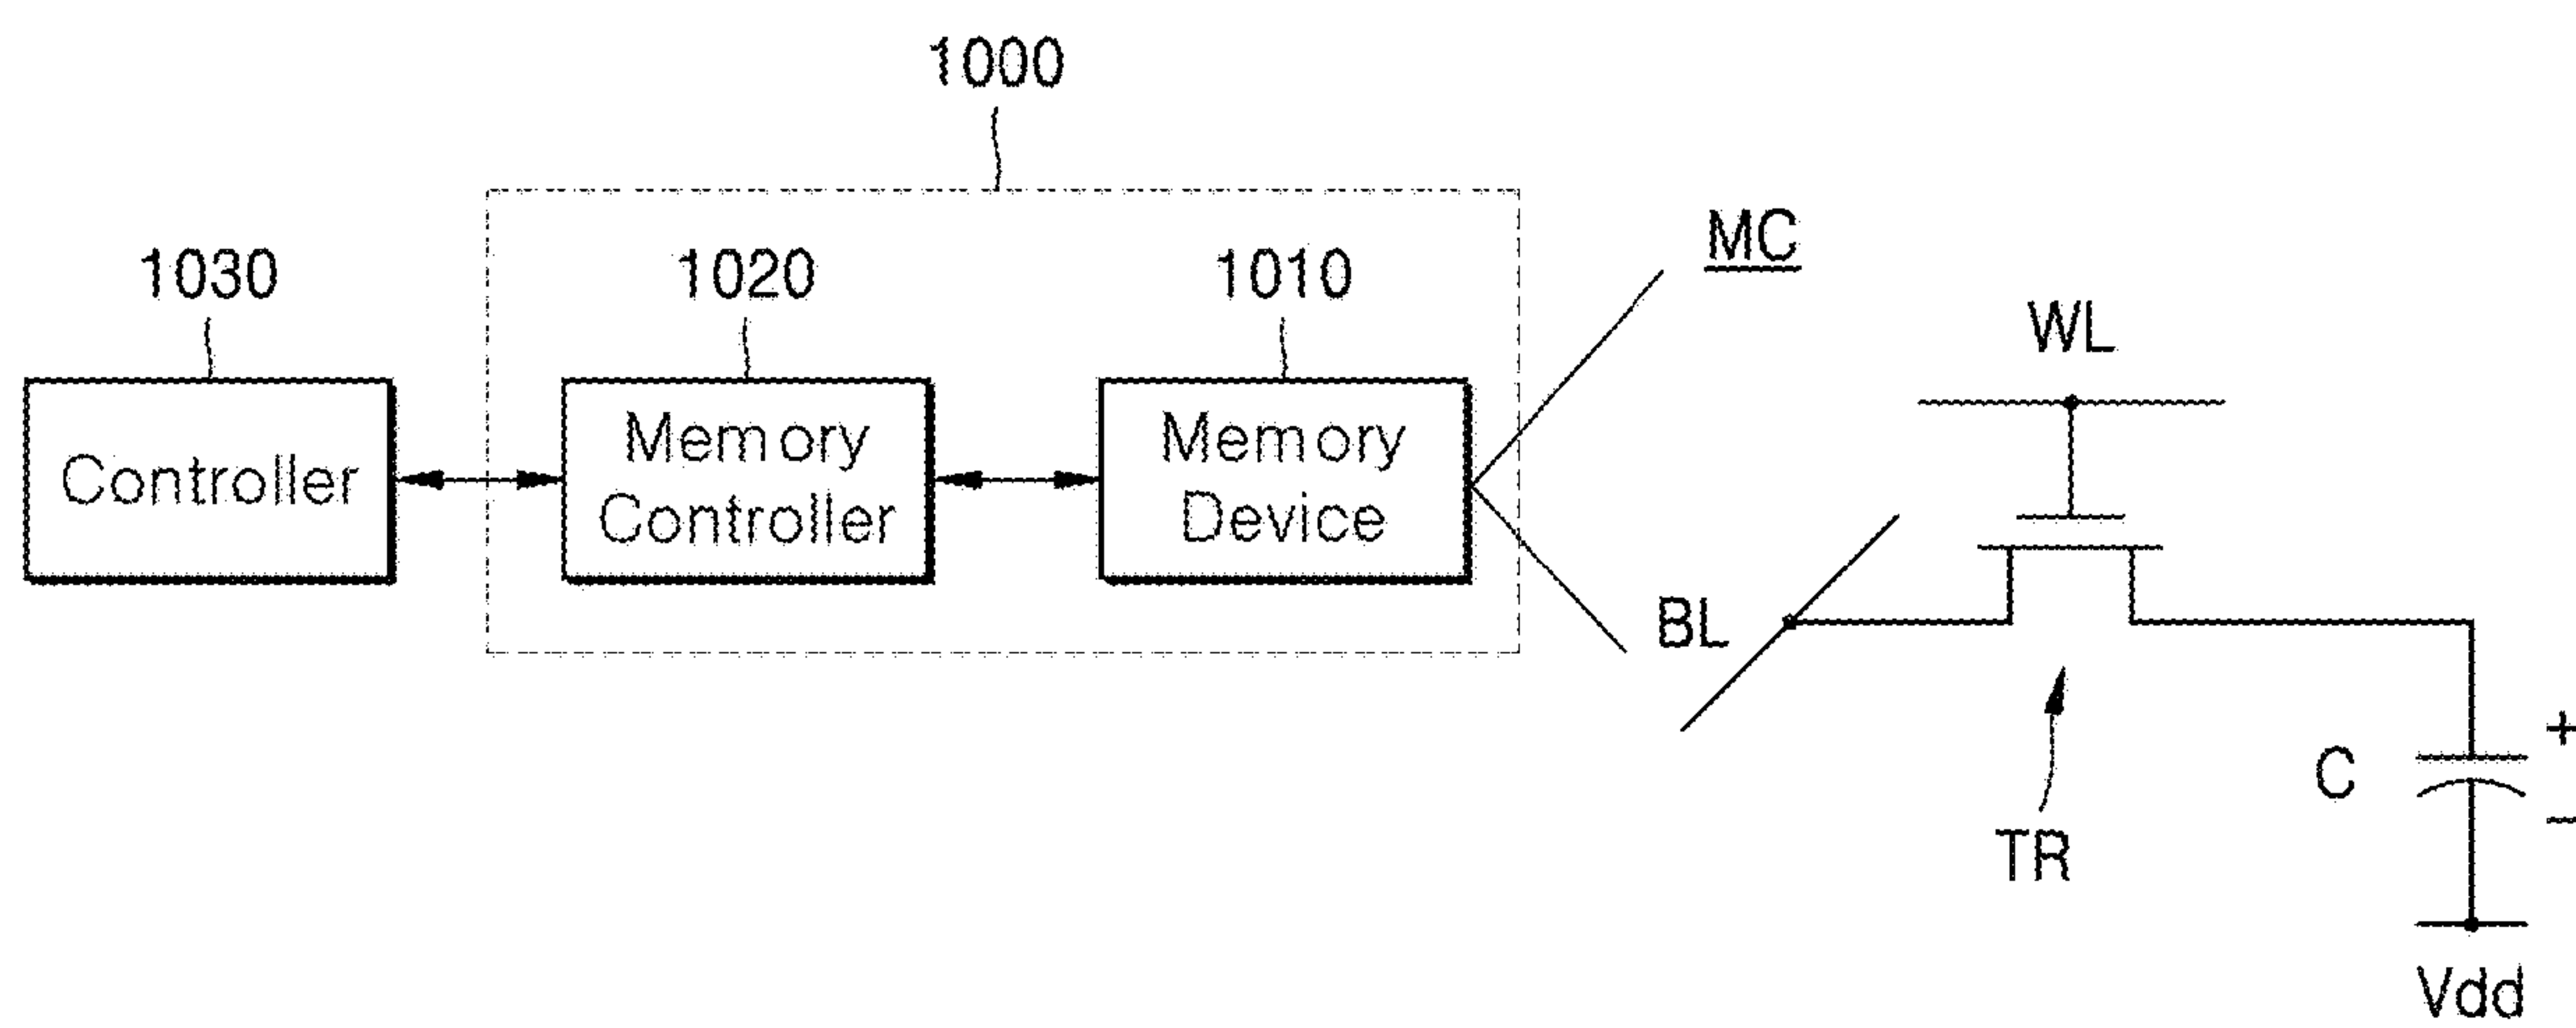 1000
1030
1020
1010
MC
WL
Controller
Memory
Controller
Memory
Device
BL
+
C
−
TR
Vdd